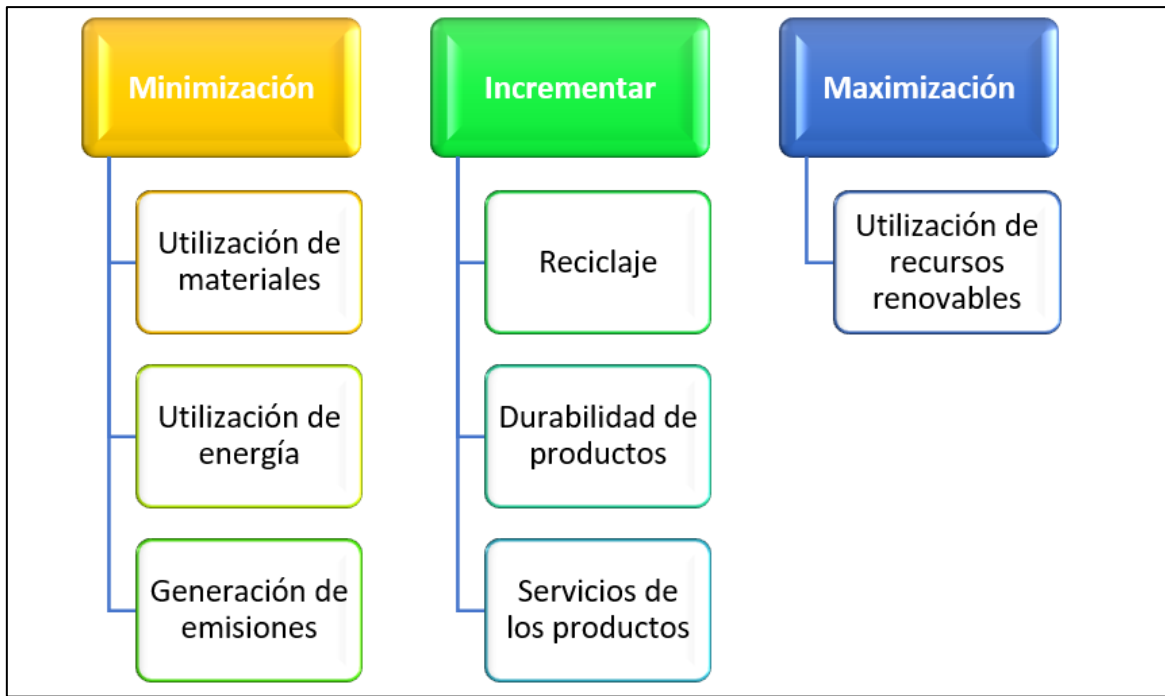 Minimización
Utilización de
materiales
Utilización de
energía
Generación de
emisiones
Incrementar
Reciclaje
Durabilidad de
productos
Servicios de
los productos
Maximización
Utilización de
recursos
renovables